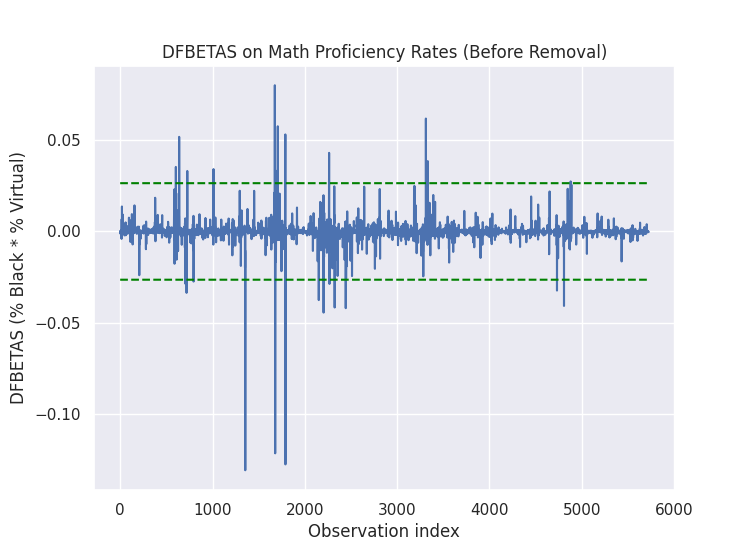 DFBETAS on Math Proficiency Rates (Before Removal)
DFBETAS (% Black * % Virtual)
0.05
0.00
−0.05
−0.10
0 1000 2000 3000 4000 5000 6000
Observation index